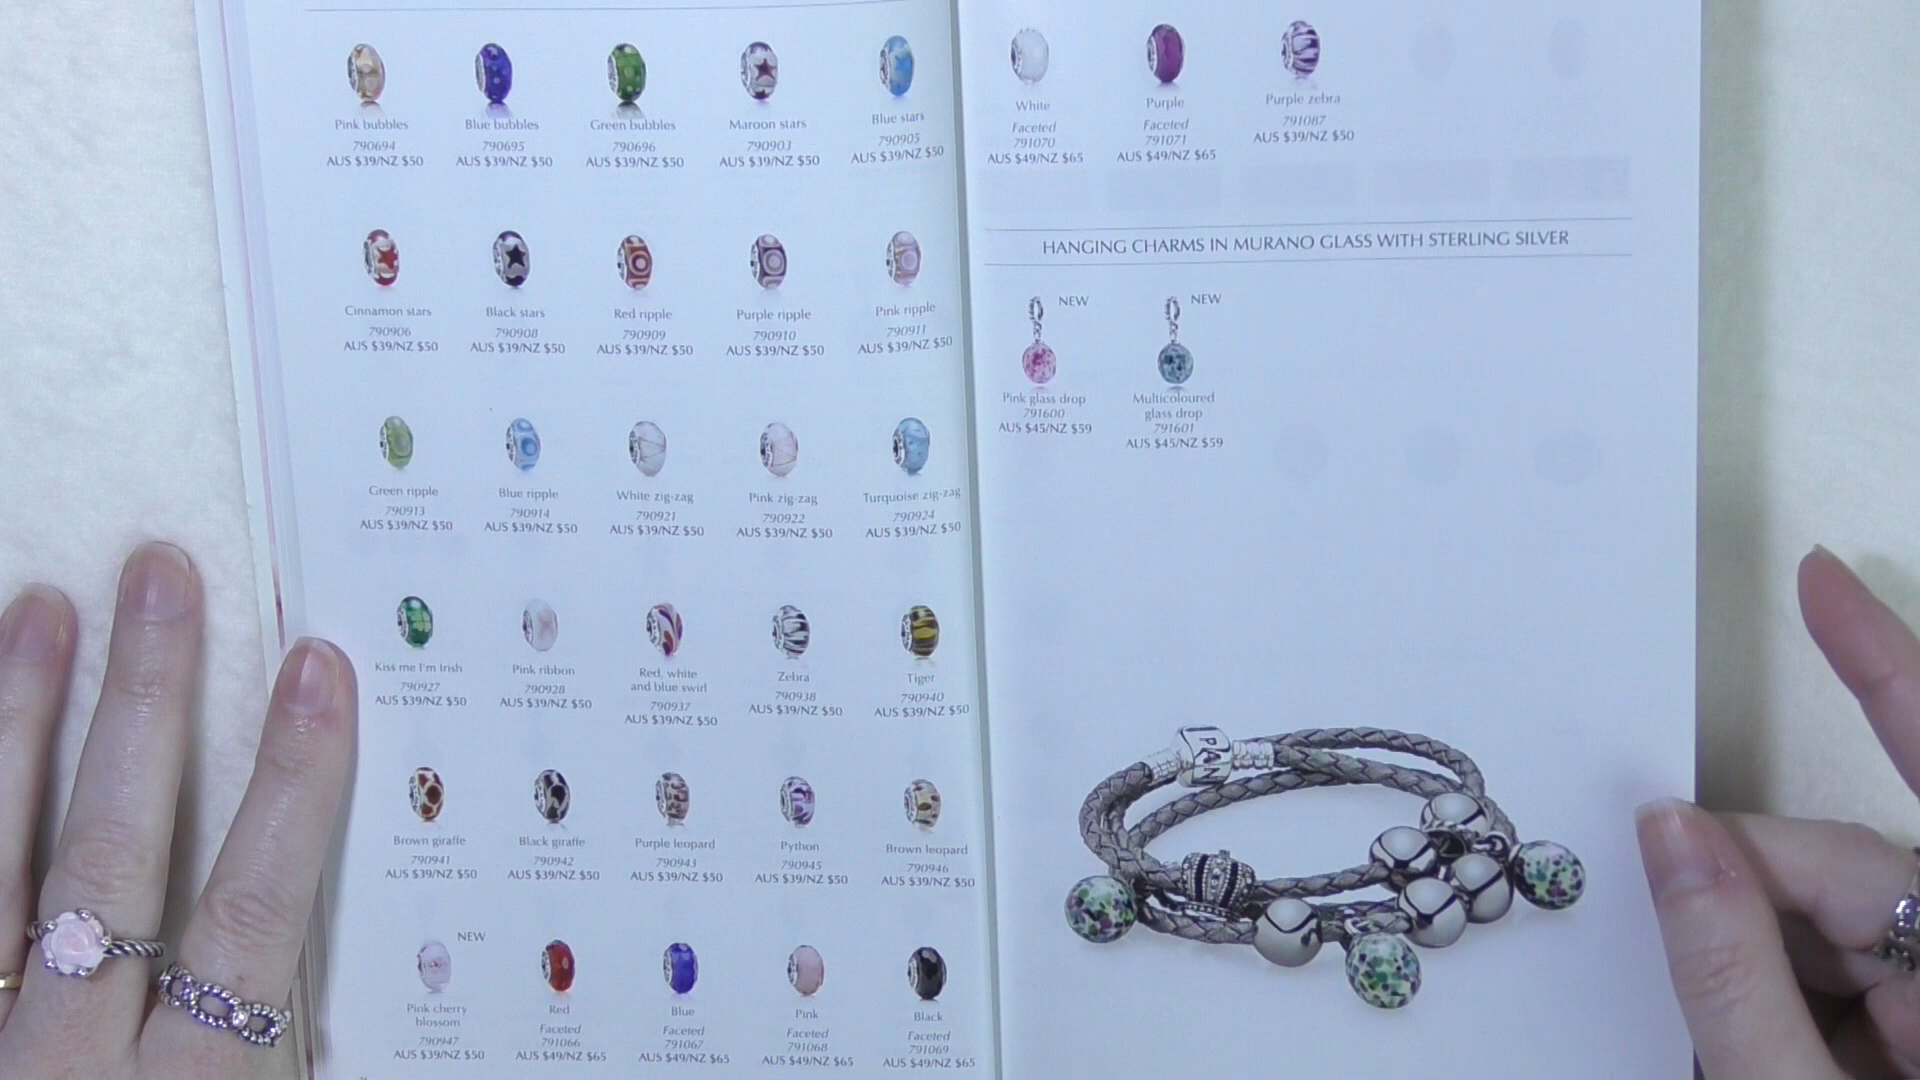 Pink bubbles
790694
AUS $39/NZ $50
Blue bubbles
790695
AUS $39/NZ $50
Green bubbles
790696
AUS $39/NZ $50
Maroon stars
790903
AUS $39/NZ $50
Blue stars
790905
AUS $39/NZ $50
Cinnamon stars
790906
AUS $39/NZ $50
Black stars
790908
AUS $39/NZ $50
Red ripple
790909
AUS $39/NZ $50
Purple ripple
790910
AUS $39/NZ $50
Pink ripple
790911
AUS $39/NZ $50
Green ripple
790913
AUS $39/NZ $50
Blue ripple
790914
AUS $39/NZ $50
White zig-zag
790921
AUS $39/NZ $50
Pink zig-zag
790922
AUS $39/NZ $50
Turquoise zig-zag
790924
AUS $39/NZ $50
Kiss me I'm Irish
790927
AUS $39/NZ $50
Pink ribbon
790928
AUS $39/NZ $50
Red, white
and blue swirl
790937
AUS $39/NZ $50
Zebra
790938
AUS $39/NZ $50
Tiger
790940
AUS $39/NZ $50
Brown giraffe
790941
AUS $39/NZ $50
Black giraffe
790942
AUS $39/NZ $50
Purple leopard
790943
AUS $39/NZ $50
Python
790945
AUS $39/NZ $50
Brown leopard
790946
AUS $39/NZ $50
NEW
Pink cherry
blossom
790947
AUS $39/NZ $50
Red
Faceted
791066
AUS $49/NZ $65
Blue
Faceted
791067
AUS $49/NZ $65
Pink
Faceted
791068
AUS $49/NZ $65
Black
Faceted
791069
AUS $49/NZ $65
White
Faceted
791070
AUS $49/NZ $65
Purple
Faceted
791071
AUS $49/NZ $65
Purple zebra
791087
AUS $39/NZ $50
HANGING CHARMS IN MURANO GLASS WITH STERLING SILVER
NEW
Pink glass drop
791600
AUS $45/NZ $59
NEW
Multicoloured
glass drop
791601
AUS $45/NZ $59
PAN